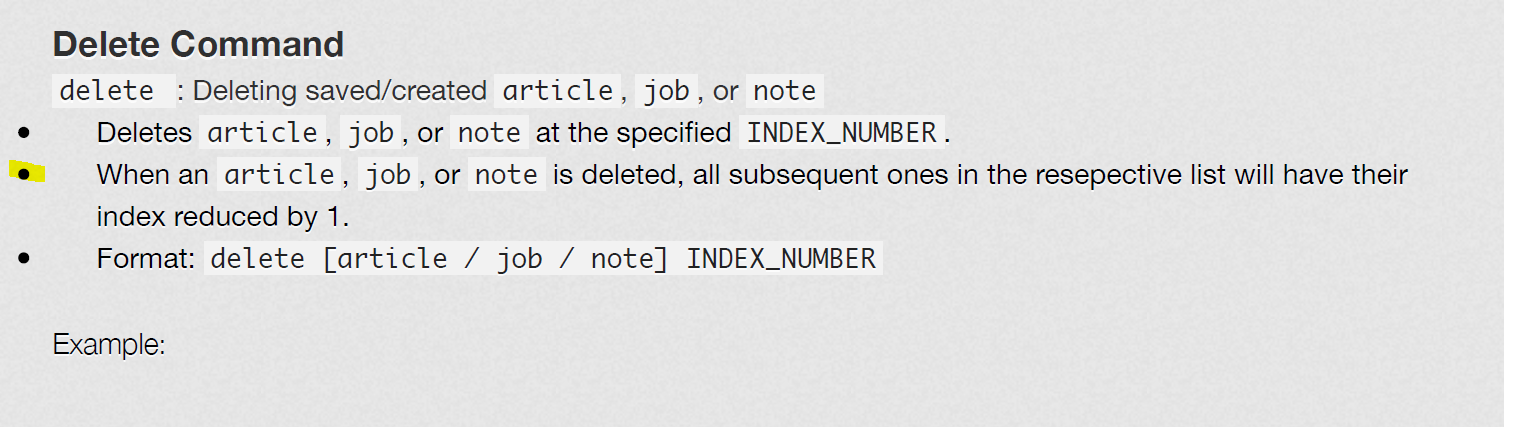 Delete Command
delete : Deleting saved/created article, job, or note
● Deletes article, job, or note at the specified INDEX_NUMBER.
● When an article, job, or note is deleted, all subsequent ones in the resepective list will have their
index reduced by 1.
● Format: delete [article / job / note] INDEX_NUMBER
Example: